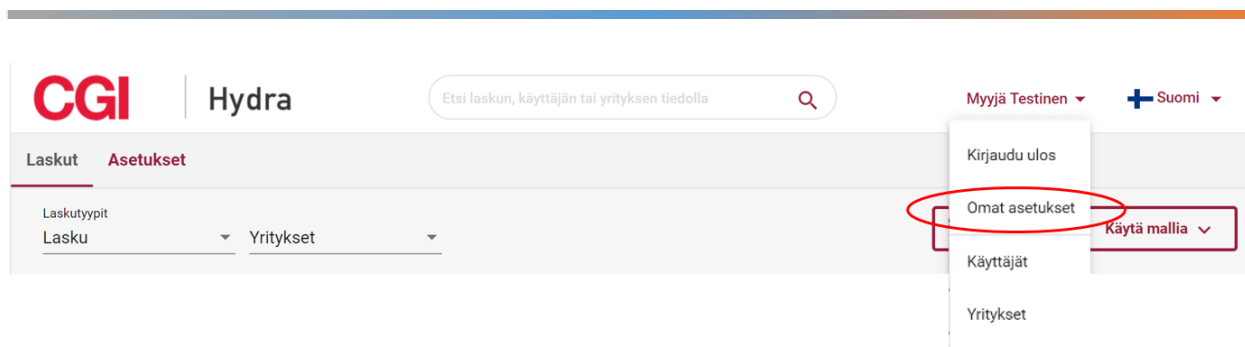 CGI Hydra Etsi laskun, käyttäjän tai yrityksen tiedolla Myyjä Testinen Suomi
Laskut Asetukset Kirjaudu ulos
Laskutyypit
Lasku Yritykset Omat asetukset Käytä mallia
Käyttäjät
Yritykset